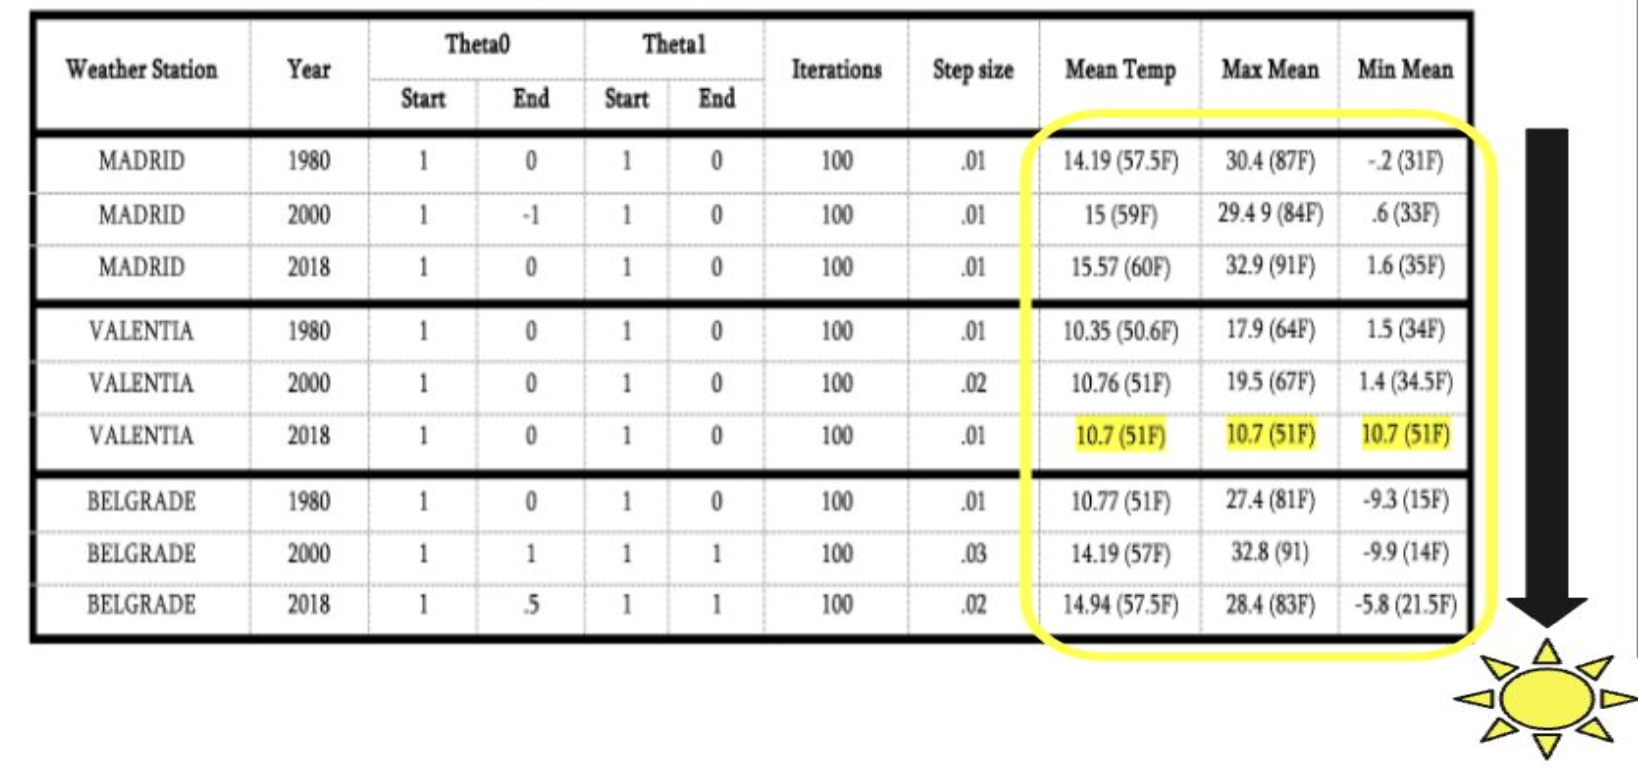 Weather Station Year Theta0 Theta1 Iterations Step size Mean Temp Max Mean Min Mean
Start End Start End
MADRID 1980 1 0 1 0 100 .01 14.19 (57.5F) 30.4 (87F) -.2 (31F)
MADRID 2000 1 -1 1 0 100 .01 15 (59F) 29.4 9 (84F) .6 (33F)
MADRID 2018 1 0 1 0 100 .01 15.57 (60F) 32.9 (91F) 1.6 (35F)
VALENTIA 1980 1 0 1 0 100 .01 10.35 (50.6F) 17.9 (64F) 1.5 (34F)
VALENTIA 2000 1 0 1 0 100 .02 10.76 (51F) 19.5 (67F) 1.4 (34.5F)
VALENTIA 2018 1 0 1 0 100 .01 10.7 (51F) 10.7 (51F) 10.7 (51F)
BELGRADE 1980 1 0 1 0 100 .01 10.77 (51F) 27.4 (81F) -9.3 (15F)
BELGRADE 2000 1 1 1 1 100 .03 14.19 (57F) 32.8 (91) -9.9 (14F)
BELGRADE 2018 1 .5 1 1 100 .02 14.94 (57.5F) 28.4 (83F) -5.8 (21.5F)